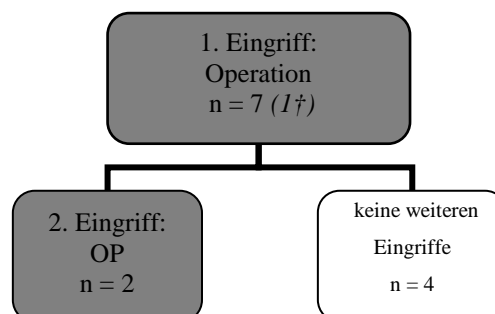 1. Eingriff:
Operation
n = 7 (1†)
2. Eingriff:
OP
n = 2
keine weiteren
Eingriffe
n = 4